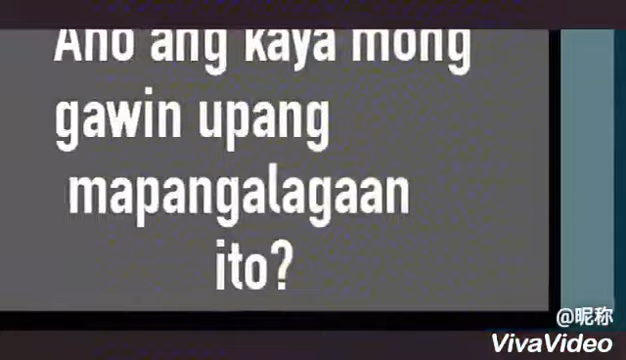 Ano ang kaya mong
gawin upang
mapangalagaan
ito?
@昵称
VivaVideo